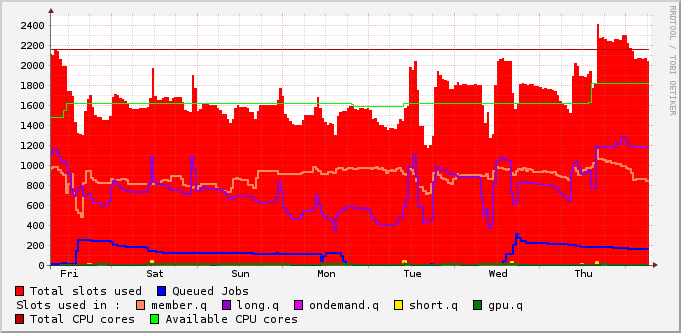 2400
2200
2000
1800
1600
1400
1200
1000
800
600
400
200
0
Fri Sat Sun Mon Tue Wed Thu
Total slots used Queued Jobs
Slots used in : member.q long.q ondemand.q short.q gpu.q
Total CPU cores Available CPU cores
RRDTOOL / TOBI OETIKER